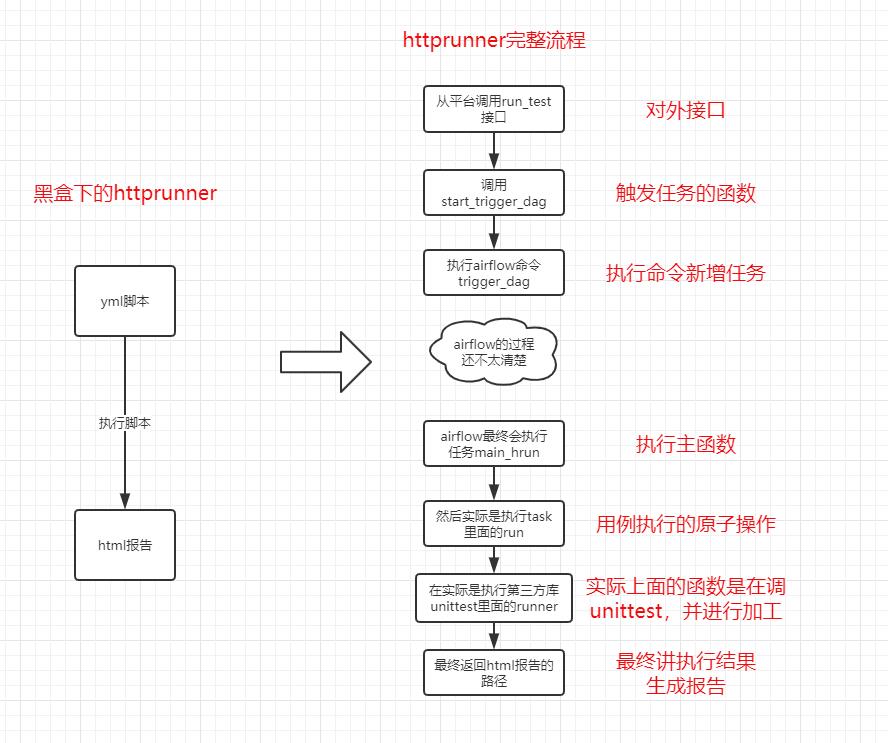 httprunner完整流程
从平台调用run_test
接口
对外接口
黑盒下的httprunner
调用
start_trigger_dag
触发任务的函数
执行airflow命令
trigger_dag
执行命令新增任务
yml脚本
airflow的过程
还不太清楚
执行脚本
airflow最终会执行
任务main_hrun
执行主函数
然后实际是执行task
里面的run
用例执行的原子操作
html报告
在实际是执行第三方库
unittest里面的runner
实际上面的函数是在调
unittest，并进行加工
最终返回html报告的
路径
最终讲执行结果
生成报告